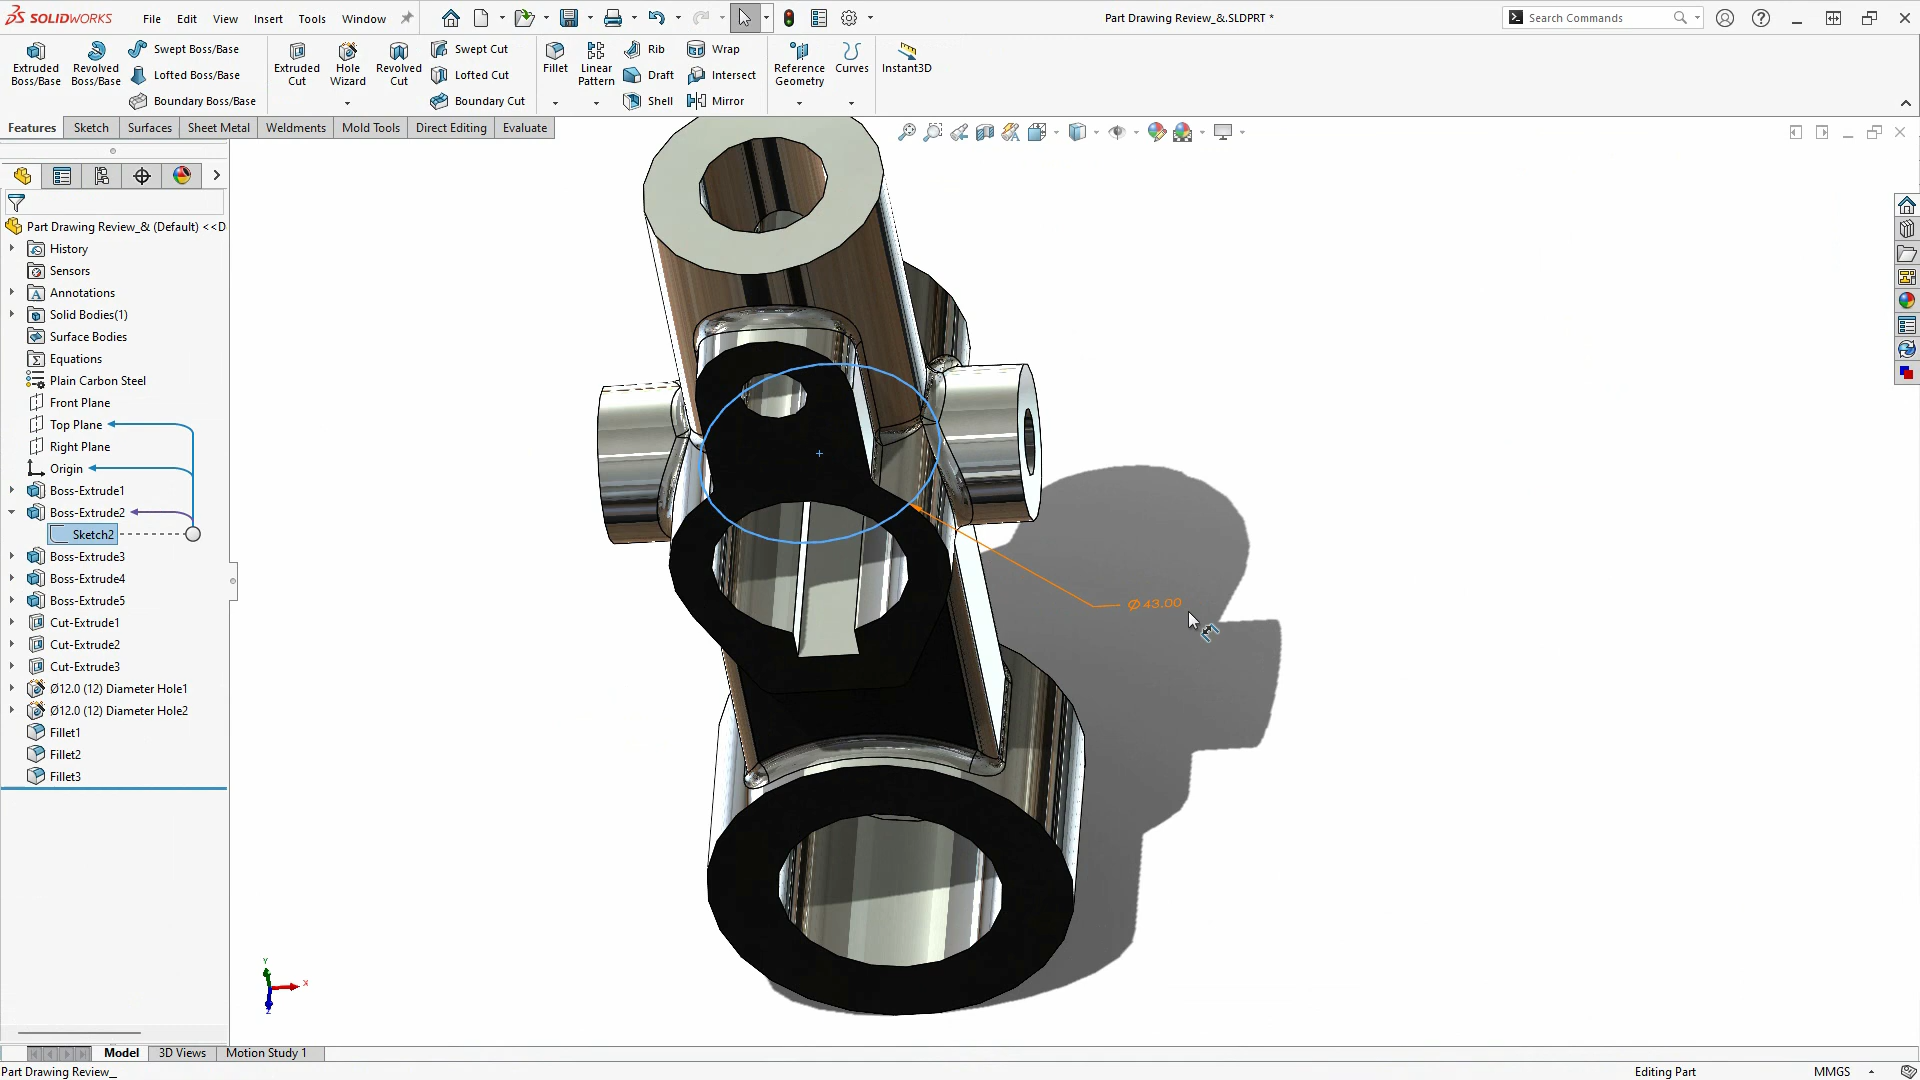 SOLIDWORKS File Edit View Insert Tools Window
Part Drawing Review_&.SLDPRT *
Search Commands
Extruded Boss/Base
Revolved Boss/Base
Swept Boss/Base
Lofted Boss/Base
Boundary Boss/Base
Extruded Cut
Hole Wizard
Revolved Cut
Swept Cut
Lofted Cut
Boundary Cut
Fillet
Linear Pattern
Rib
Draft
Shell
Wrap
Intersect
Mirror
Reference Geometry
Curves
Instant3D
Features Sketch Surfaces Sheet Metal Weldments Mold Tools Direct Editing Evaluate
Part Drawing Review_& (Default) <<D
History
Sensors
Annotations
Solid Bodies(1)
Surface Bodies
Equations
Plain Carbon Steel
Front Plane
Top Plane
Right Plane
Origin
Boss-Extrude1
Boss-Extrude2
Sketch2
Boss-Extrude3
Boss-Extrude4
Boss-Extrude5
Cut-Extrude1
Cut-Extrude2
Cut-Extrude3
Ø12.0 (12) Diameter Hole1
Ø12.0 (12) Diameter Hole2
Fillet1
Fillet2
Fillet3
Ø 43.00
Y
X
Z
Model 3D Views Motion Study 1
Part Drawing Review_
Editing Part
MMGS